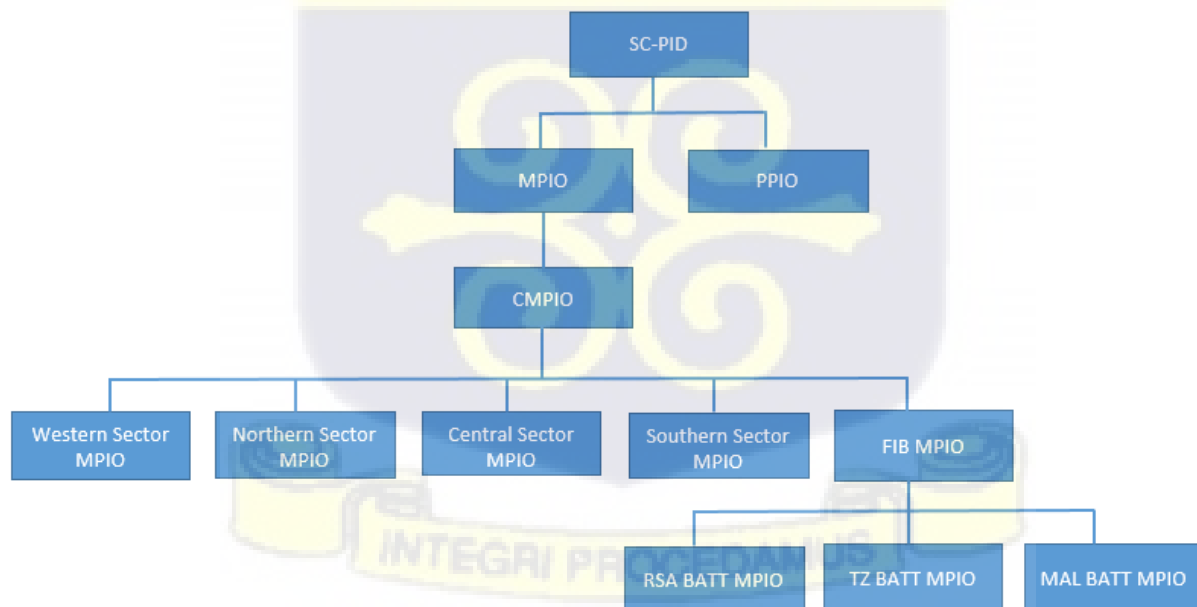 SC-PID
MPIO
PPIO
CMPIO
Western Sector
MPIO
Northern Sector
MPIO
Central Sector
MPIO
Southern Sector
MPIO
FIB MPIO
INTEGRI PROCEDAMUS
RSA BATT MPIO
TZ BATT MPIO
MAL BATT MPIO